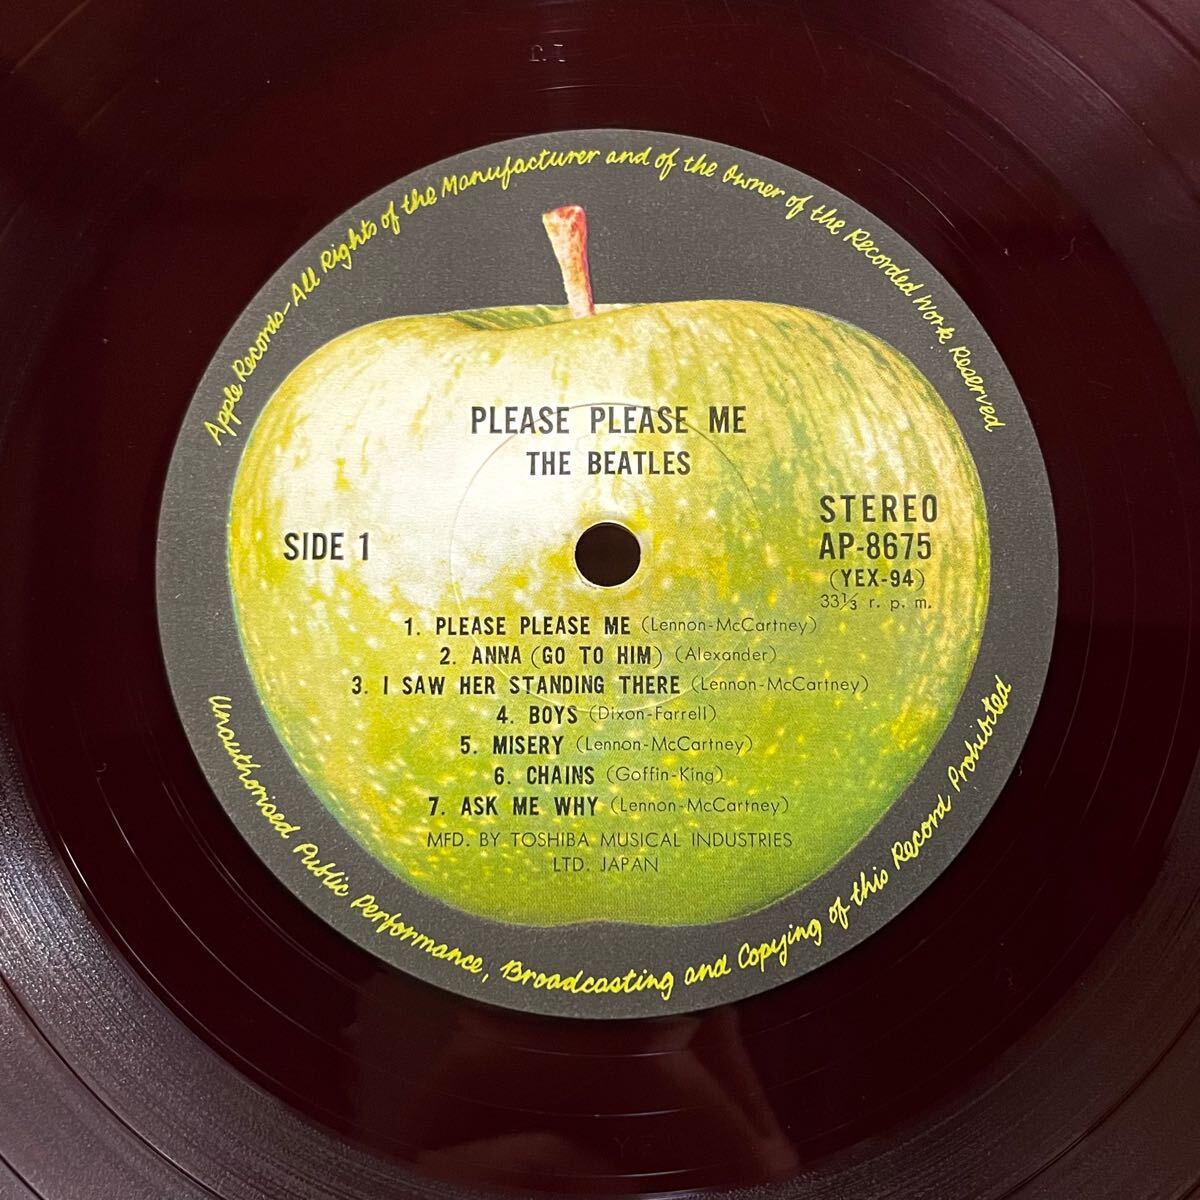 Apple Records-All Rights of the Manufacturer and of the Owner of the Recorded Work Reserved
PLEASE PLEASE ME
THE BEATLES
SIDE 1
STEREO
AP-8675
(YEX-94)
33⅓ r. p. m.
1. PLEASE PLEASE ME (Lennon-McCartney)
2. ANNA (GO TO HIM) (Alexander)
3. I SAW HER STANDING THERE (Lennon-McCartney)
4. BOYS (Dixon-Farrell)
5. MISERY (Lennon-McCartney)
6. CHAINS (Goffin-King)
7. ASK ME WHY (Lennon-McCartney)
MFD. BY TOSHIBA MUSICAL INDUSTRIES
LTD. JAPAN
Unauthorised Public Performance, Broadcasting and Copying of this Record Prohibited